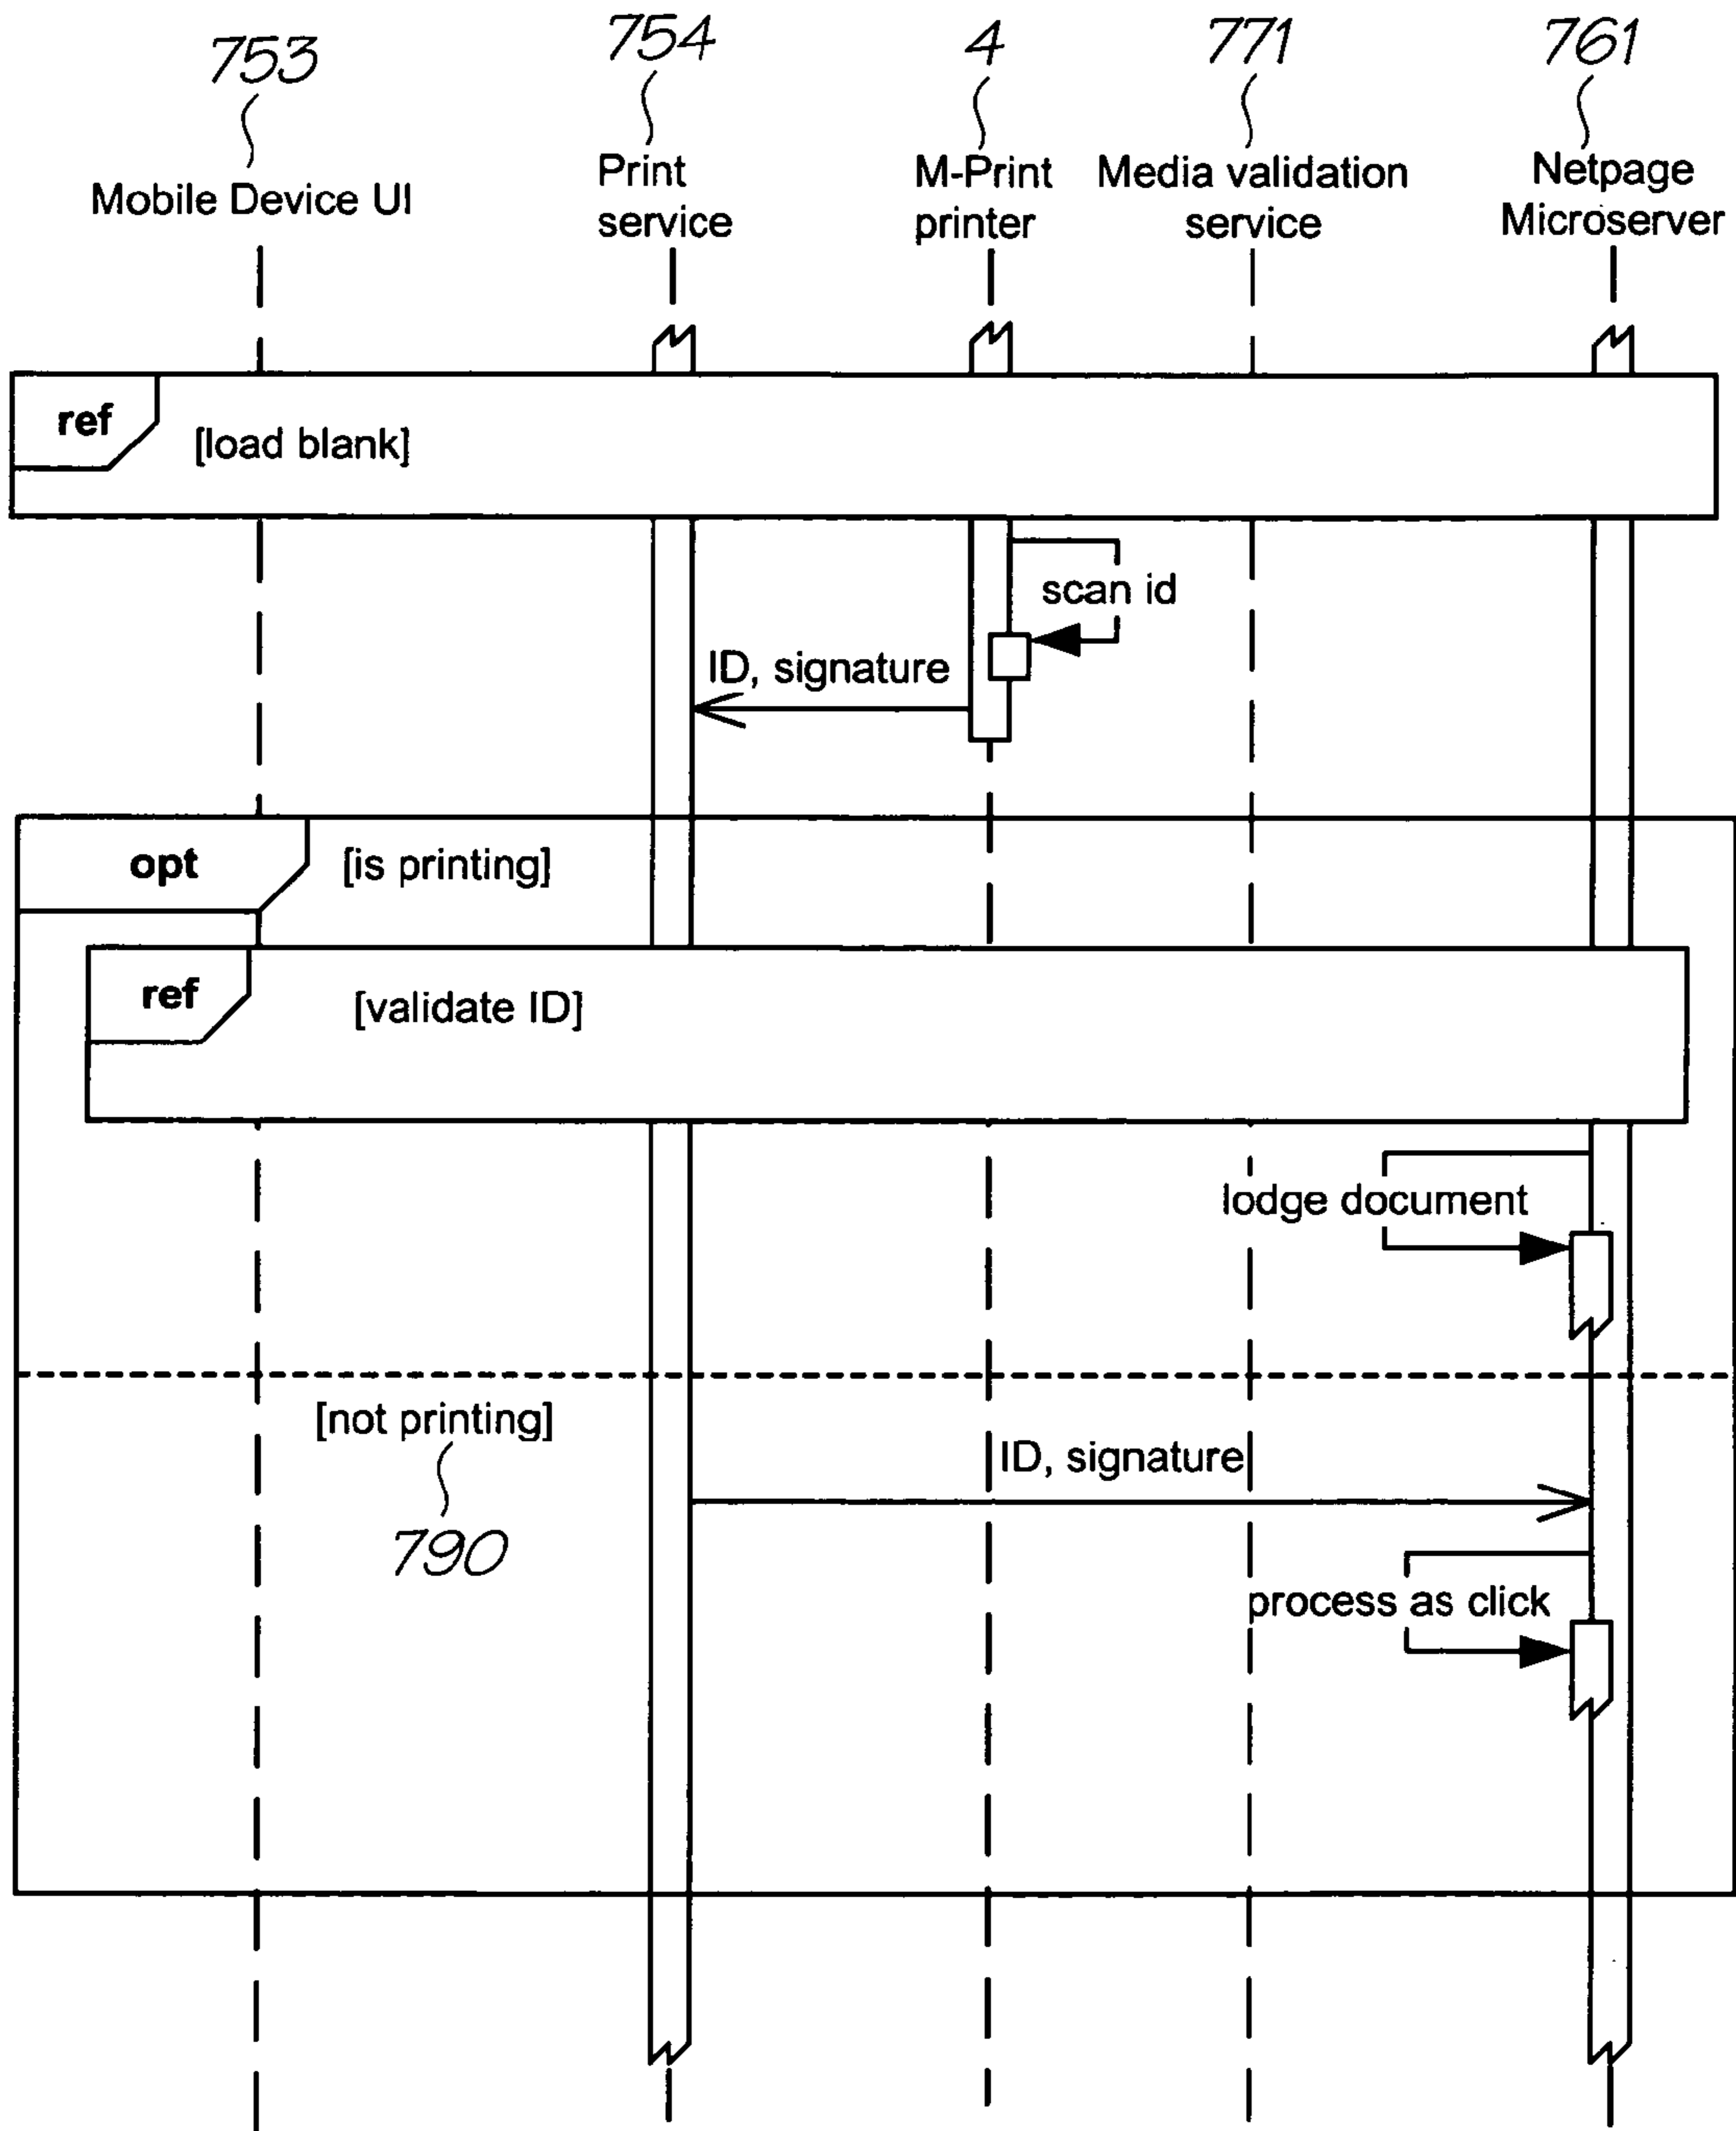 753
754
4
771
761
Mobile Device UI
Print
service
M-Print
printer
Media validation
service
Netpage
Microserver
ref
[load blank]
scan id
ID, signature
opt
[is printing]
ref
[validate ID]
lodge document
[not printing]
ID, signature
790
process as click